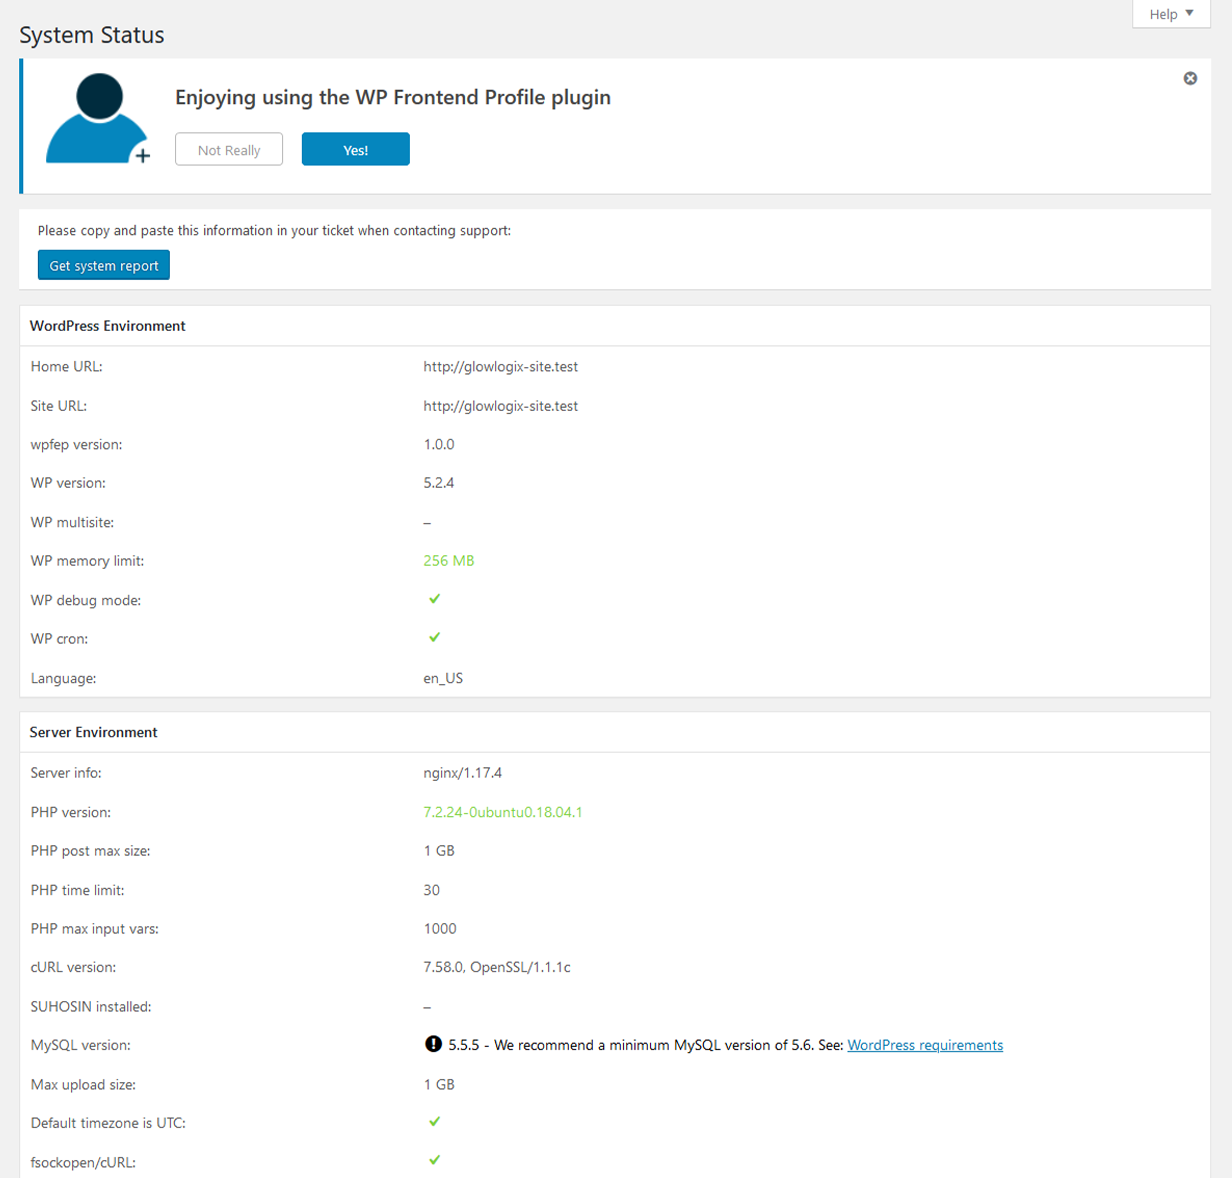 Help
System Status
Enjoying using the WP Frontend Profile plugin
Not Really Yes!
Please copy and paste this information in your ticket when contacting support:
Get system report
WordPress Environment
Home URL: http://glowlogix-site.test
Site URL: http://glowlogix-site.test
wpfep version: 1.0.0
WP version: 5.2.4
WP multisite: –
WP memory limit: 256 MB
WP debug mode: ✔
WP cron: ✔
Language: en_US
Server Environment
Server info: nginx/1.17.4
PHP version: 7.2.24-0ubuntu0.18.04.1
PHP post max size: 1 GB
PHP time limit: 30
PHP max input vars: 1000
cURL version: 7.58.0, OpenSSL/1.1.1c
SUHOSIN installed: –
MySQL version: 5.5.5 - We recommend a minimum MySQL version of 5.6. See: WordPress requirements
Max upload size: 1 GB
Default timezone is UTC: ✔
fsockopen/cURL: ✔